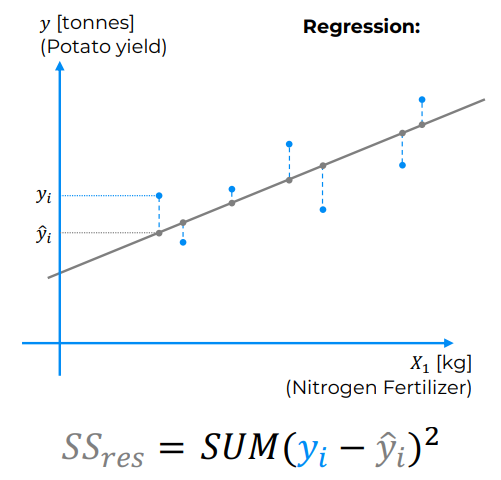 y [tonnes]
(Potato yield)
Regression:
yᵢ
ŷᵢ
X₁ [kg]
(Nitrogen Fertilizer)
SSᵣₑₛ = SUM(yᵢ − ŷᵢ)²